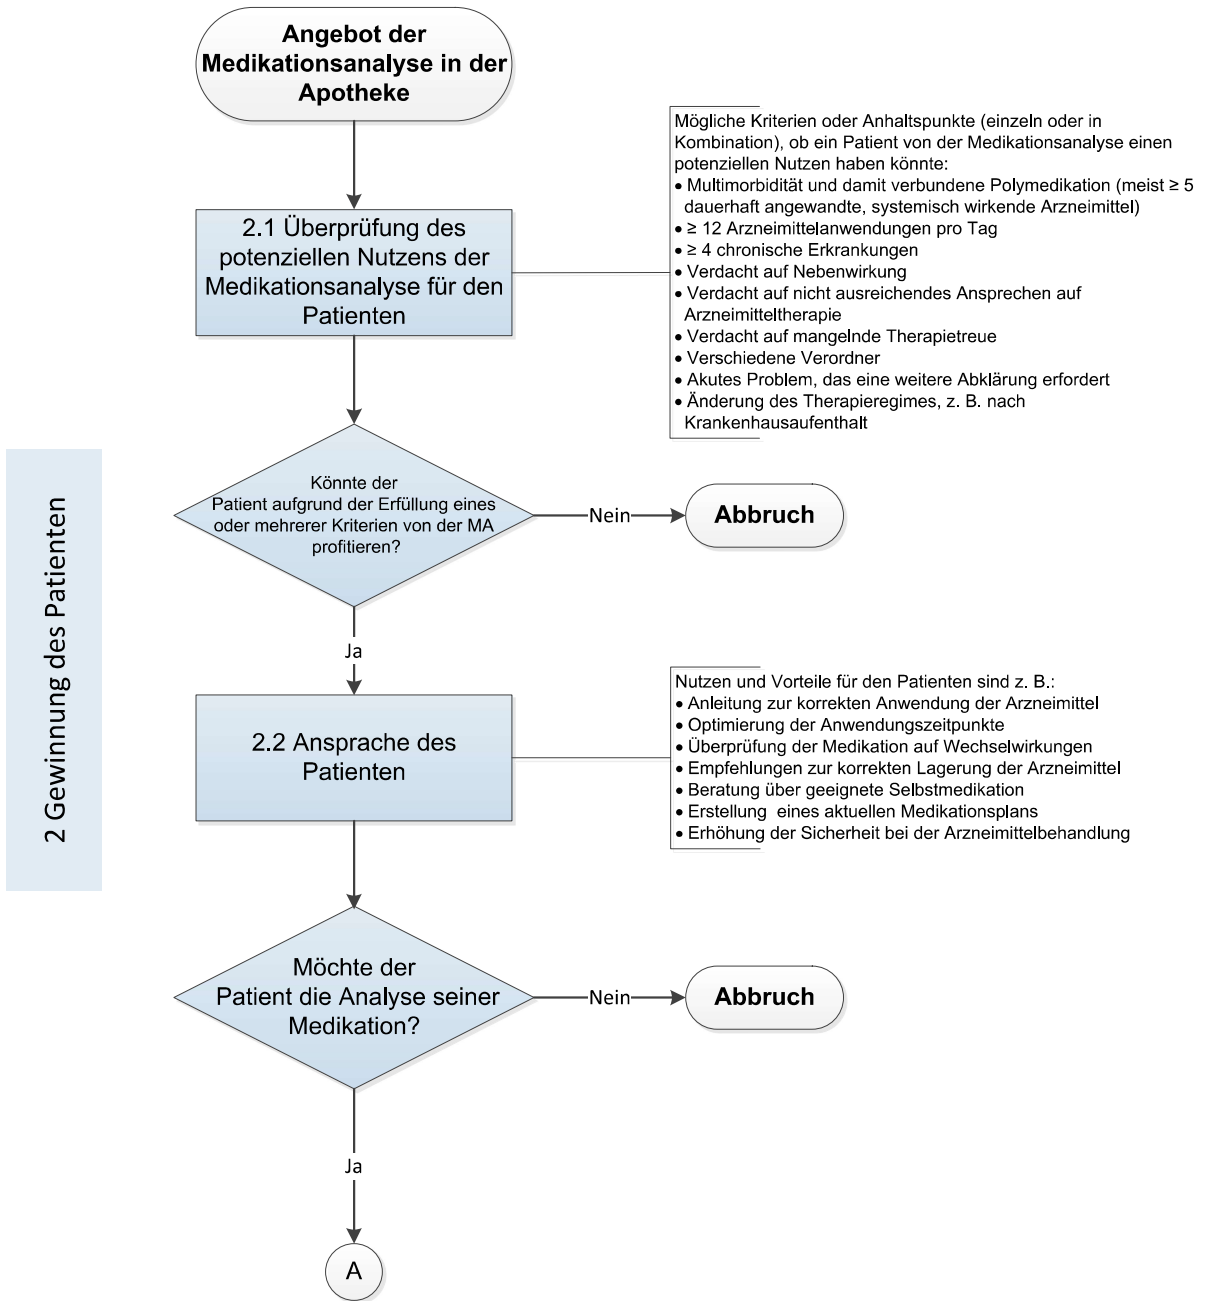 Angebot der
Medikationsanalyse in der
Apotheke
2.1 Überprüfung des
potenziellen Nutzens der
Medikationsanalyse für den
Patienten
Mögliche Kriterien oder Anhaltspunkte (einzeln oder in
Kombination), ob ein Patient von der Medikationsanalyse einen
potenziellen Nutzen haben könnte:
• Multimorbidität und damit verbundene Polymedikation (meist ≥ 5
dauerhaft angewandte, systemisch wirkende Arzneimittel)
• ≥ 12 Arzneimittelanwendungen pro Tag
• ≥ 4 chronische Erkrankungen
• Verdacht auf Nebenwirkung
• Verdacht auf nicht ausreichendes Ansprechen auf
Arzneimitteltherapie
• Verdacht auf mangelnde Therapietreue
• Verschiedene Verordner
• Akutes Problem, das eine weitere Abklärung erfordert
• Änderung des Therapieregimes, z. B. nach
Krankenhausaufenthalt
2 Gewinnung des Patienten
Könnte der
Patient aufgrund der Erfüllung eines
oder mehrerer Kriterien von der MA
profitieren?
Nein
Abbruch
Ja
2.2 Ansprache des
Patienten
Nutzen und Vorteile für den Patienten sind z. B.:
• Anleitung zur korrekten Anwendung der Arzneimittel
• Optimierung der Anwendungszeitpunkte
• Überprüfung der Medikation auf Wechselwirkungen
• Empfehlungen zur korrekten Lagerung der Arzneimittel
• Beratung über geeignete Selbstmedikation
• Erstellung  eines aktuellen Medikationsplans
• Erhöhung der Sicherheit bei der Arzneimittelbehandlung
Möchte der
Patient die Analyse seiner
Medikation?
Nein
Abbruch
Ja
A